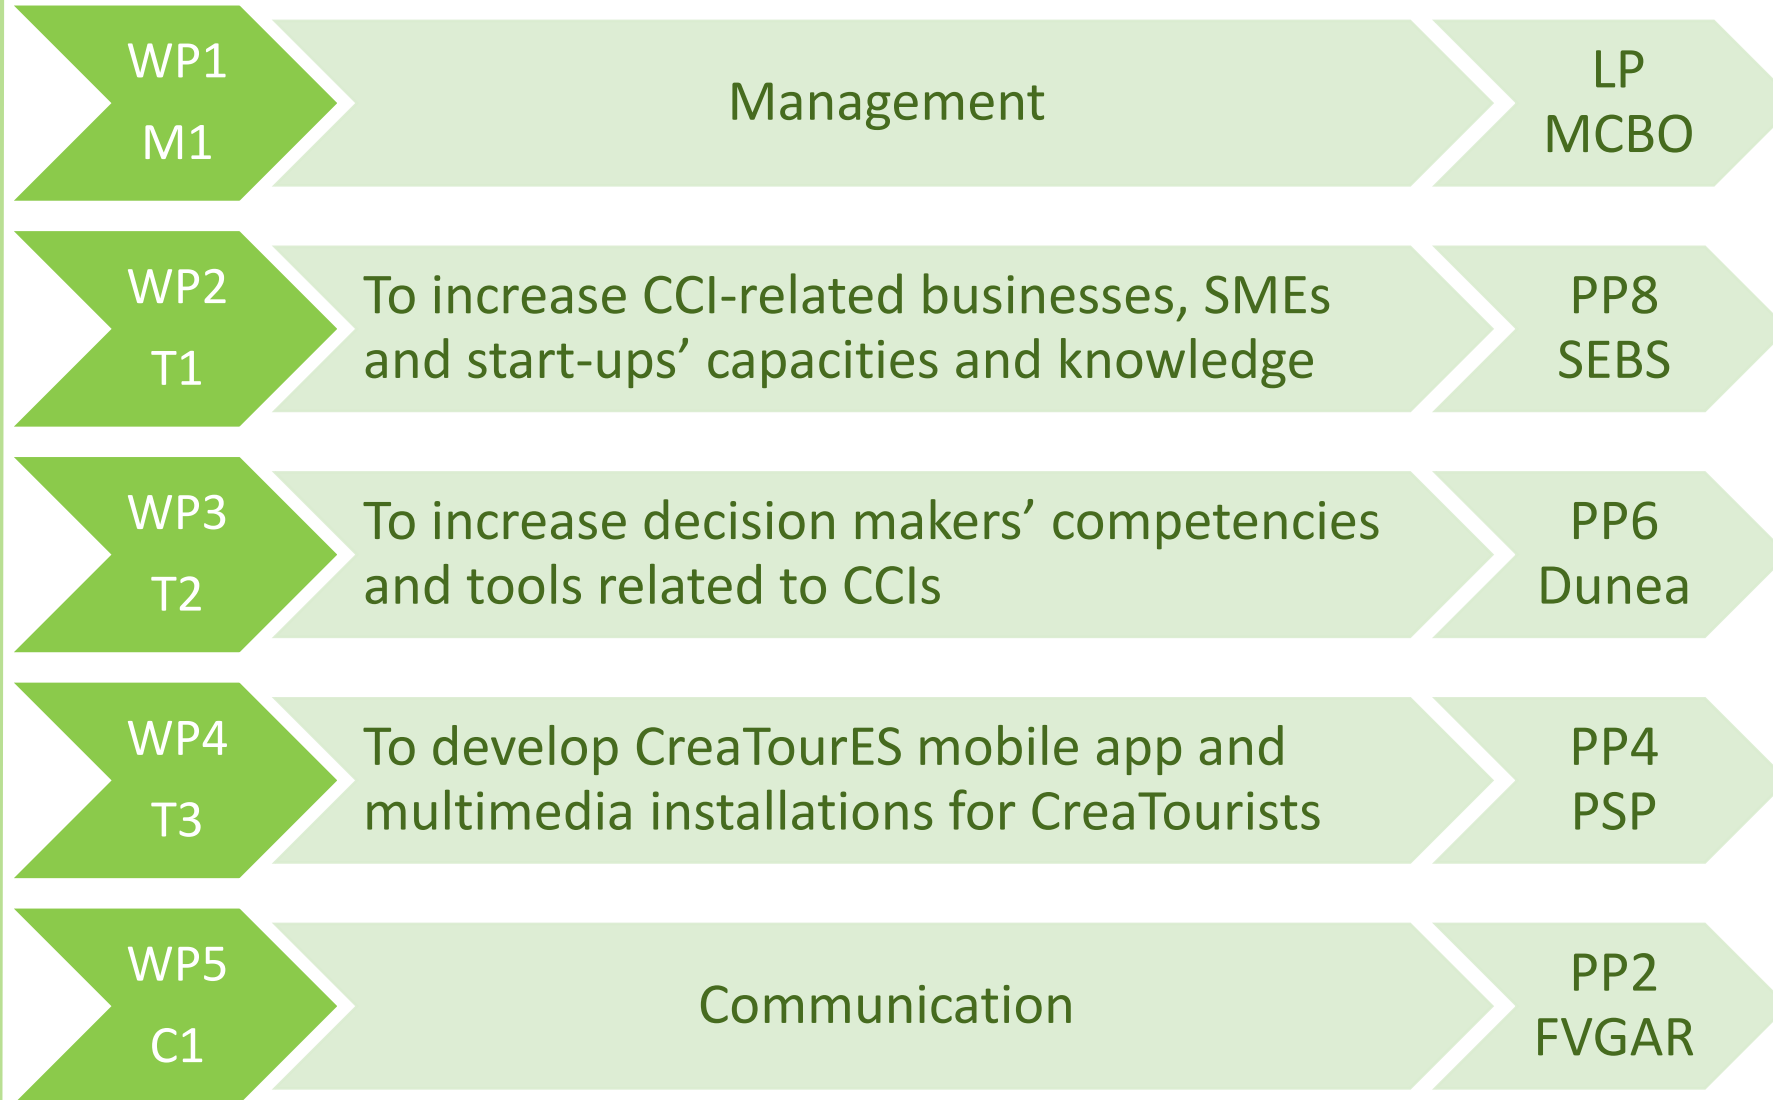 WP1
M1
Management
LP
MCBO
WP2
T1
To increase CCI-related businesses, SMEs
and start-ups’ capacities and knowledge
PP8
SEBS
WP3
T2
To increase decision makers’ competencies
and tools related to CCIs
PP6
Dunea
WP4
T3
To develop CreaTourES mobile app and
multimedia installations for CreaTourists
PP4
PSP
WP5
C1
Communication
PP2
FVGAR